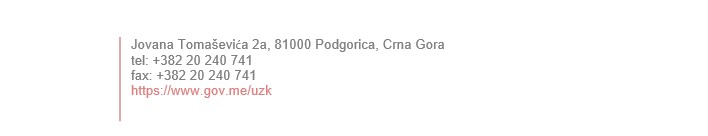 Jovana Tomaševića 2a, 81000 Podgorica, Crna Gora
tel: +382 20 240 741
fax: +382 20 240 741
https://www.gov.me/uzk